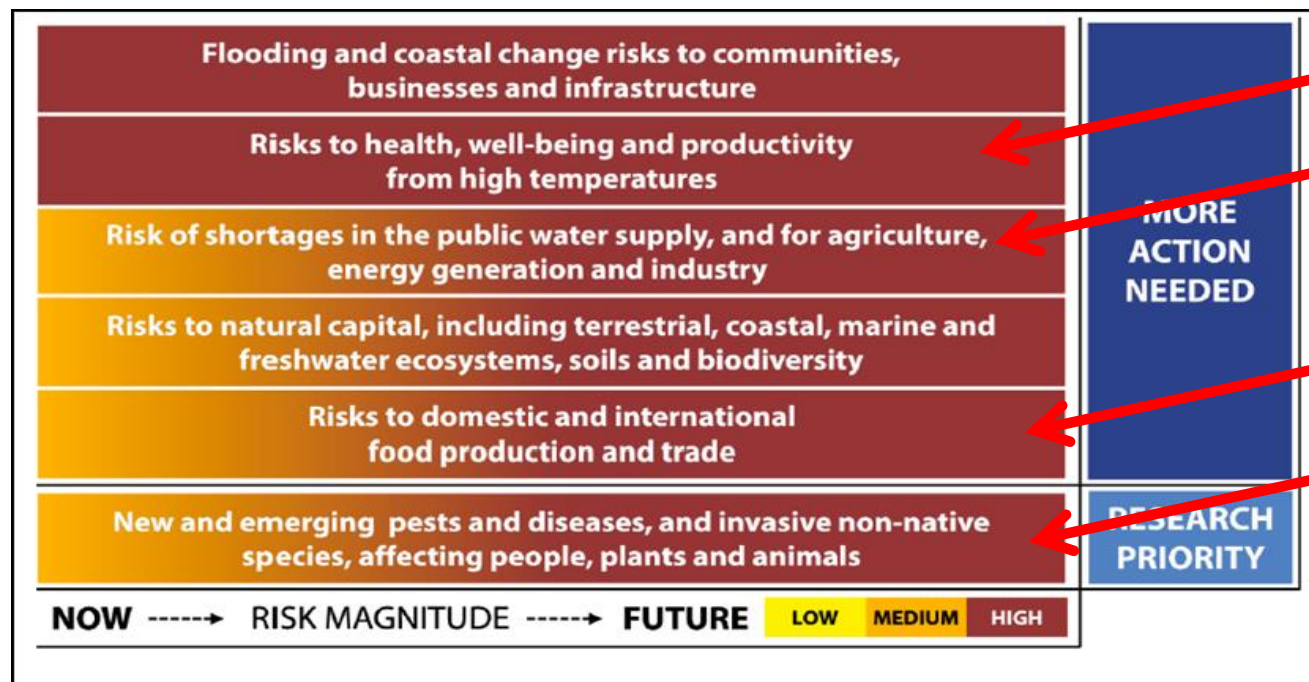 Flooding and coastal change risks to communities,
businesses and infrastructure
Risks to health, well-being and productivity
from high temperatures
Risk of shortages in the public water supply, and for agriculture,
energy generation and industry
Risks to natural capital, including terrestrial, coastal, marine and
freshwater ecosystems, soils and biodiversity
Risks to domestic and international
food production and trade
MORE
ACTION
NEEDED
New and emerging pests and diseases, and invasive non-native
species, affecting people, plants and animals
RESEARCH
PRIORITY
NOW -----→ RISK MAGNITUDE -----→ FUTURE LOW MEDIUM HIGH